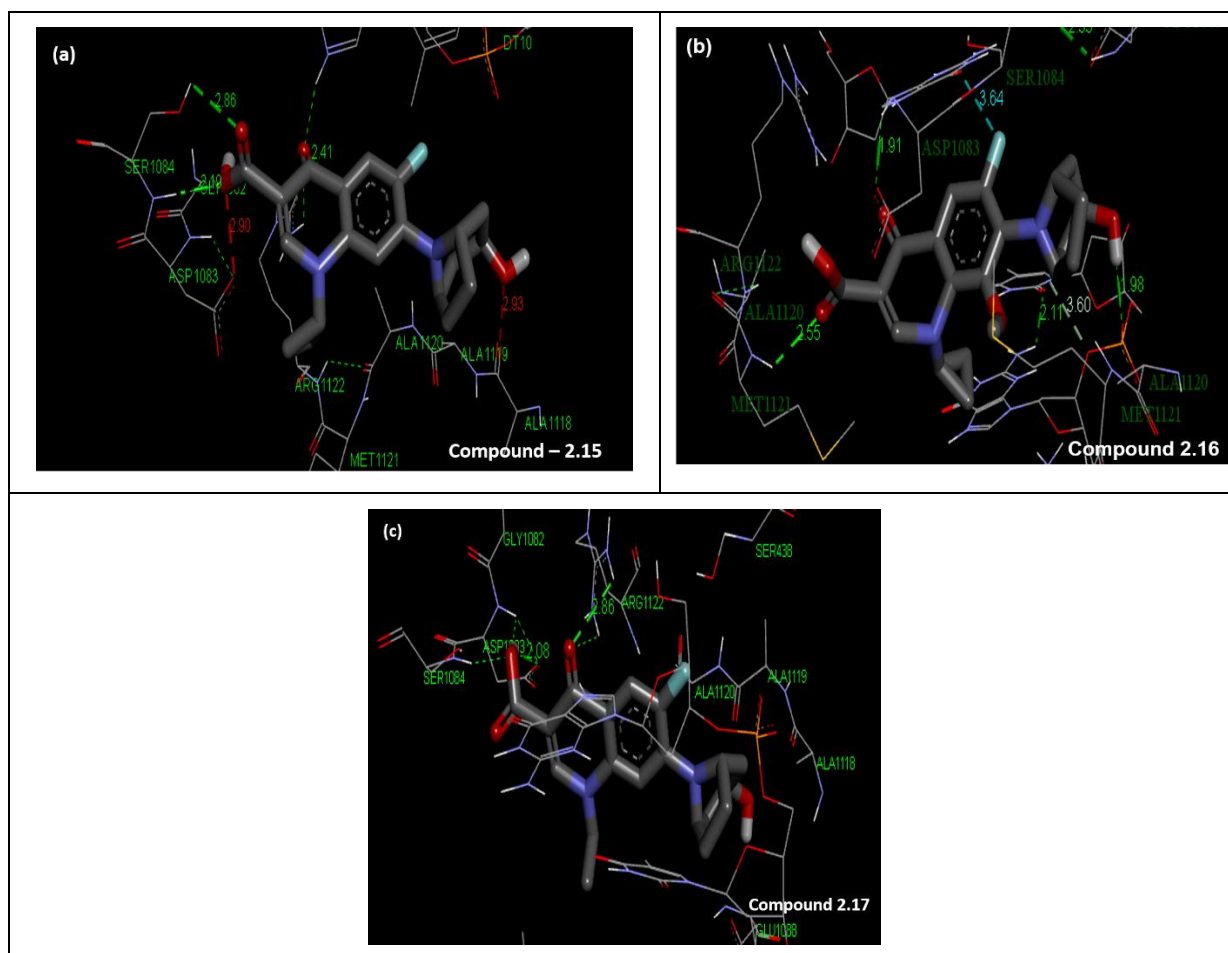 (a)
DT10
2.86
2.41
SER1084
2.90
ASP1083
2.93
ALA1120
ALA1119
ARG1122
ALA1118
MET1121
Compound – 2.15
(b)
SER1084
3.64
1.91
ASP1083
ARG1122
ALA1120
2.55
2.11
3.60
1.98
MET1121
ALA1120
MET1121
Compound 2.16
(c)
GLY1082
SER438
2.86
ARG1122
2.08
SER1084
ALA1120
ALA1119
ALA1118
Compound 2.17
GLU1088